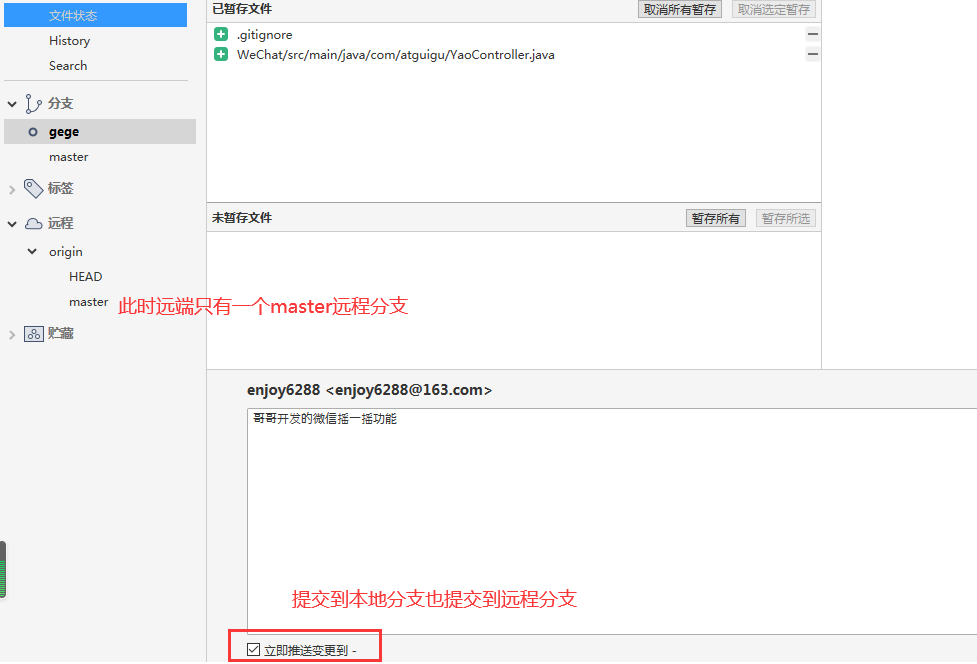 文件状态
History
Search
分支
gege
master
标签
远程
origin
HEAD
master
贮藏
此时远端只有一个master远程分支
已暂存文件
取消所有暂存
取消选定暂存
.gitignore
WeChat/src/main/java/com/atguigu/YaoController.java
未暂存文件
暂存所有
暂存所选
enjoy6288 <enjoy6288@163.com>
哥哥开发的微信摇一摇功能
提交到本地分支也提交到远程分支
立即推送变更到 -